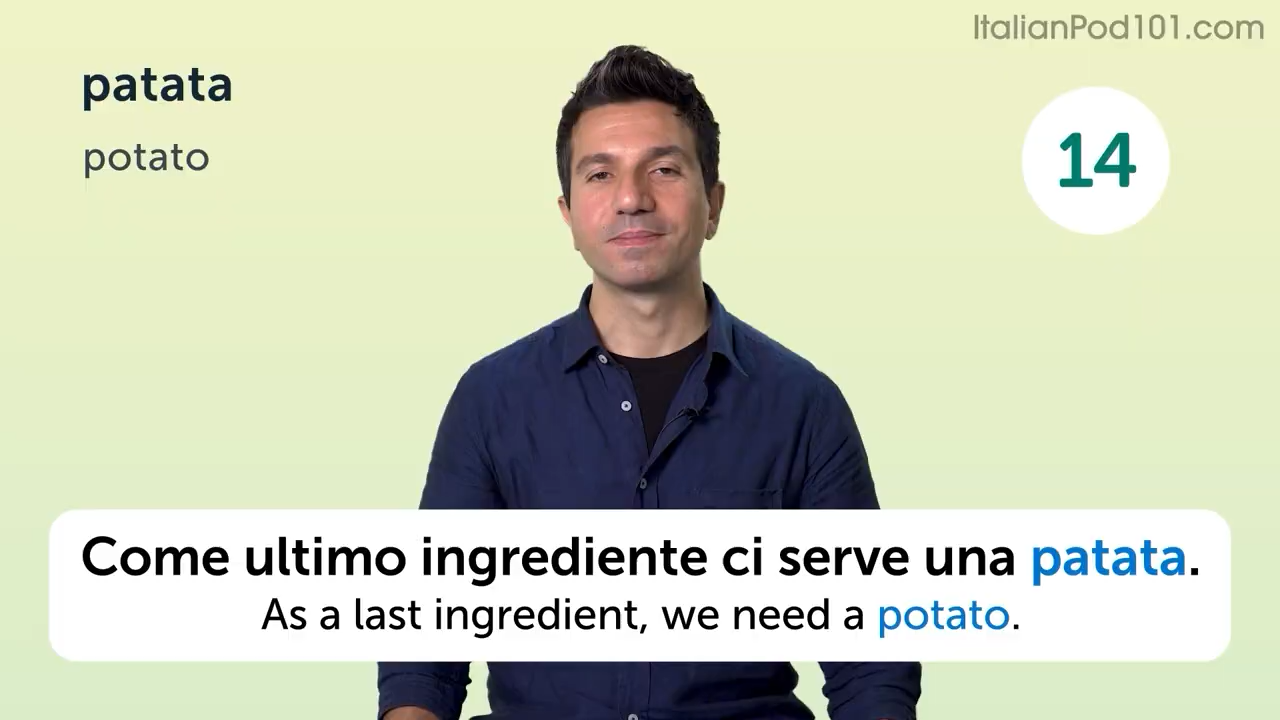 ItalianPod101.com
patata
potato
14
Come ultimo ingrediente ci serve una patata.
As a last ingredient, we need a potato.